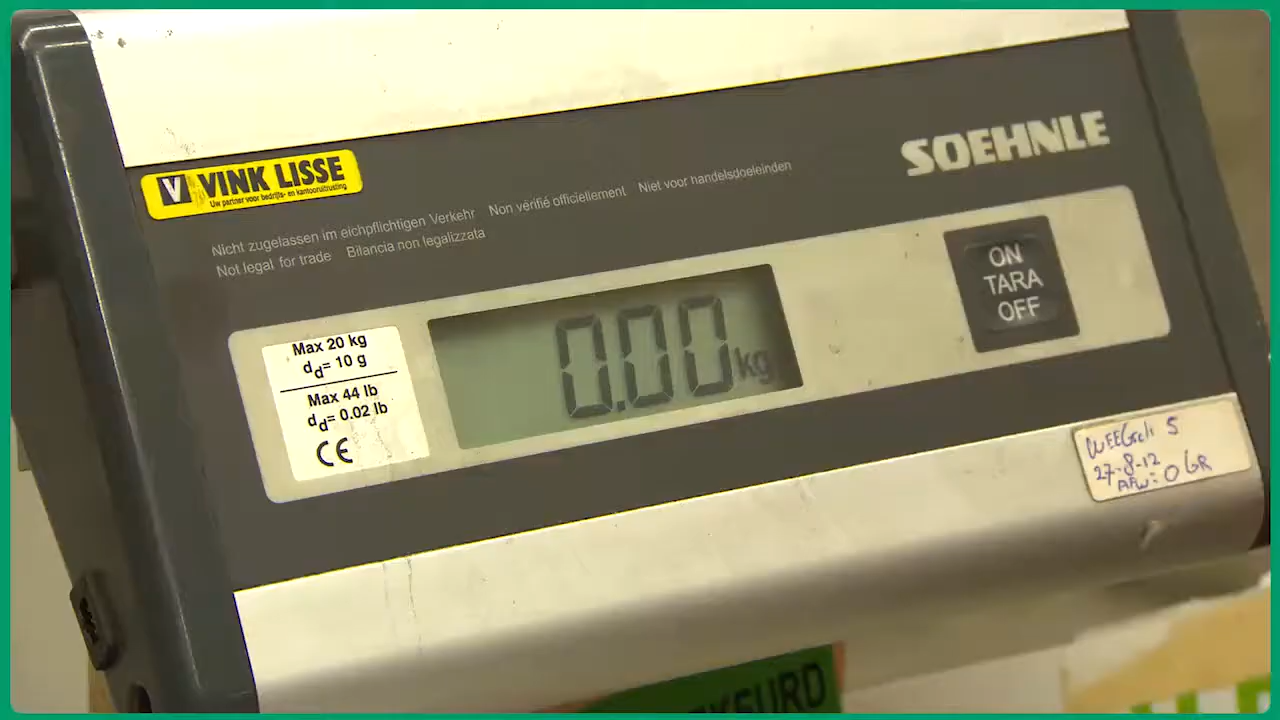 SOEHNLE
VINK LISSE
Uw partner voor bedrijfs- en kantooruitrusting
Nicht zugelassen im eichpflichtigen Verkehr Non vérifié officiellement Niet voor handelsdoeleinden
Not legal for trade Bilancia non legalizzata
ON
TARA
OFF
Max 20 kg
dd= 10 g
Max 44 lb
dd= 0.02 lb
CE
0.00 kg
5
27-8-12
AFW: 0 GR